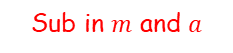 Sub in m and a